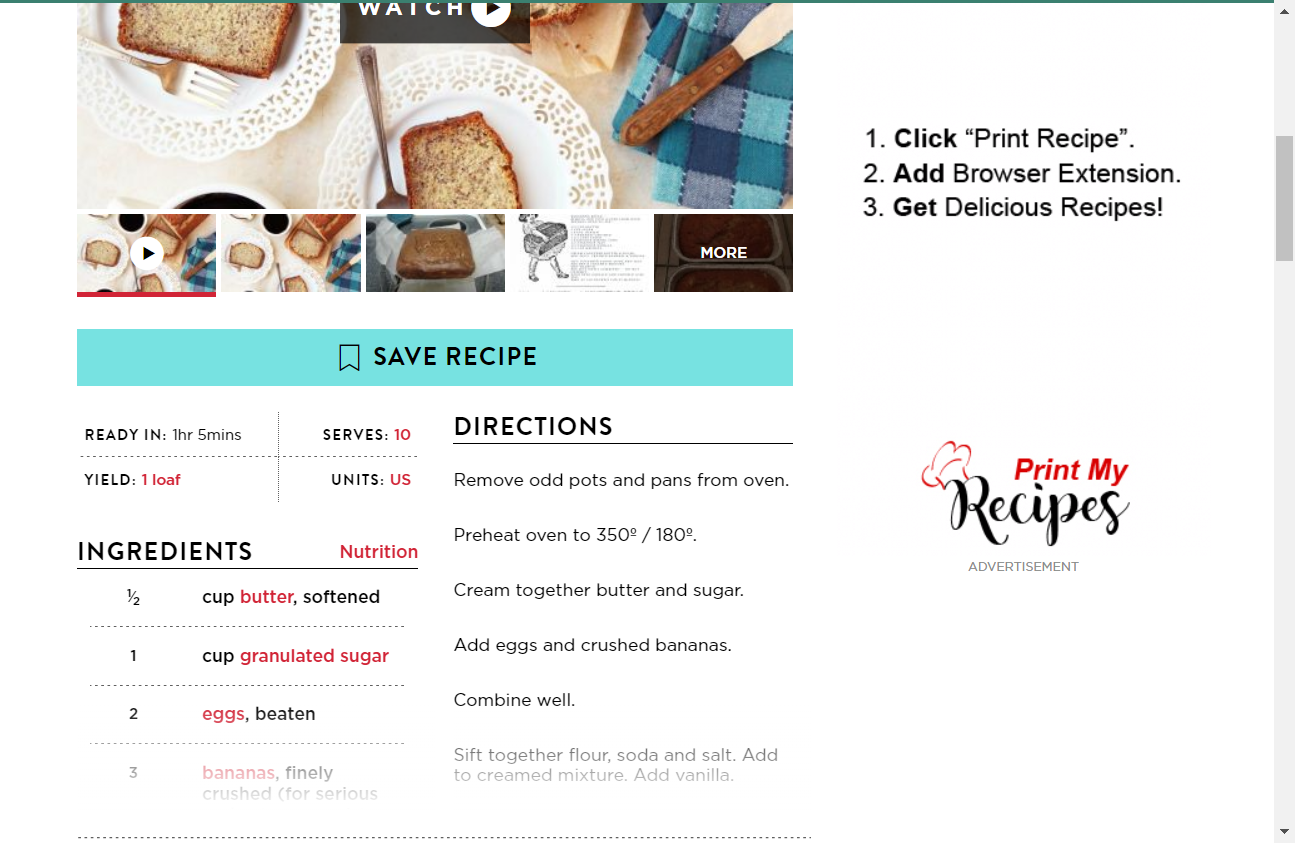 WATCH
1. Click “Print Recipe”.
2. Add Browser Extension.
3. Get Delicious Recipes!
MORE
SAVE RECIPE
READY IN: 1hr 5mins
SERVES: 10
YIELD: 1 loaf
UNITS: US
INGREDIENTS
Nutrition
½ cup butter, softened
1 cup granulated sugar
2 eggs, beaten
3 bananas, finely
crushed (for serious
DIRECTIONS
Remove odd pots and pans from oven.
Preheat oven to 350º / 180º.
Cream together butter and sugar.
Add eggs and crushed bananas.
Combine well.
Sift together flour, soda and salt. Add
to creamed mixture. Add vanilla.
Print My
Recipes
ADVERTISEMENT